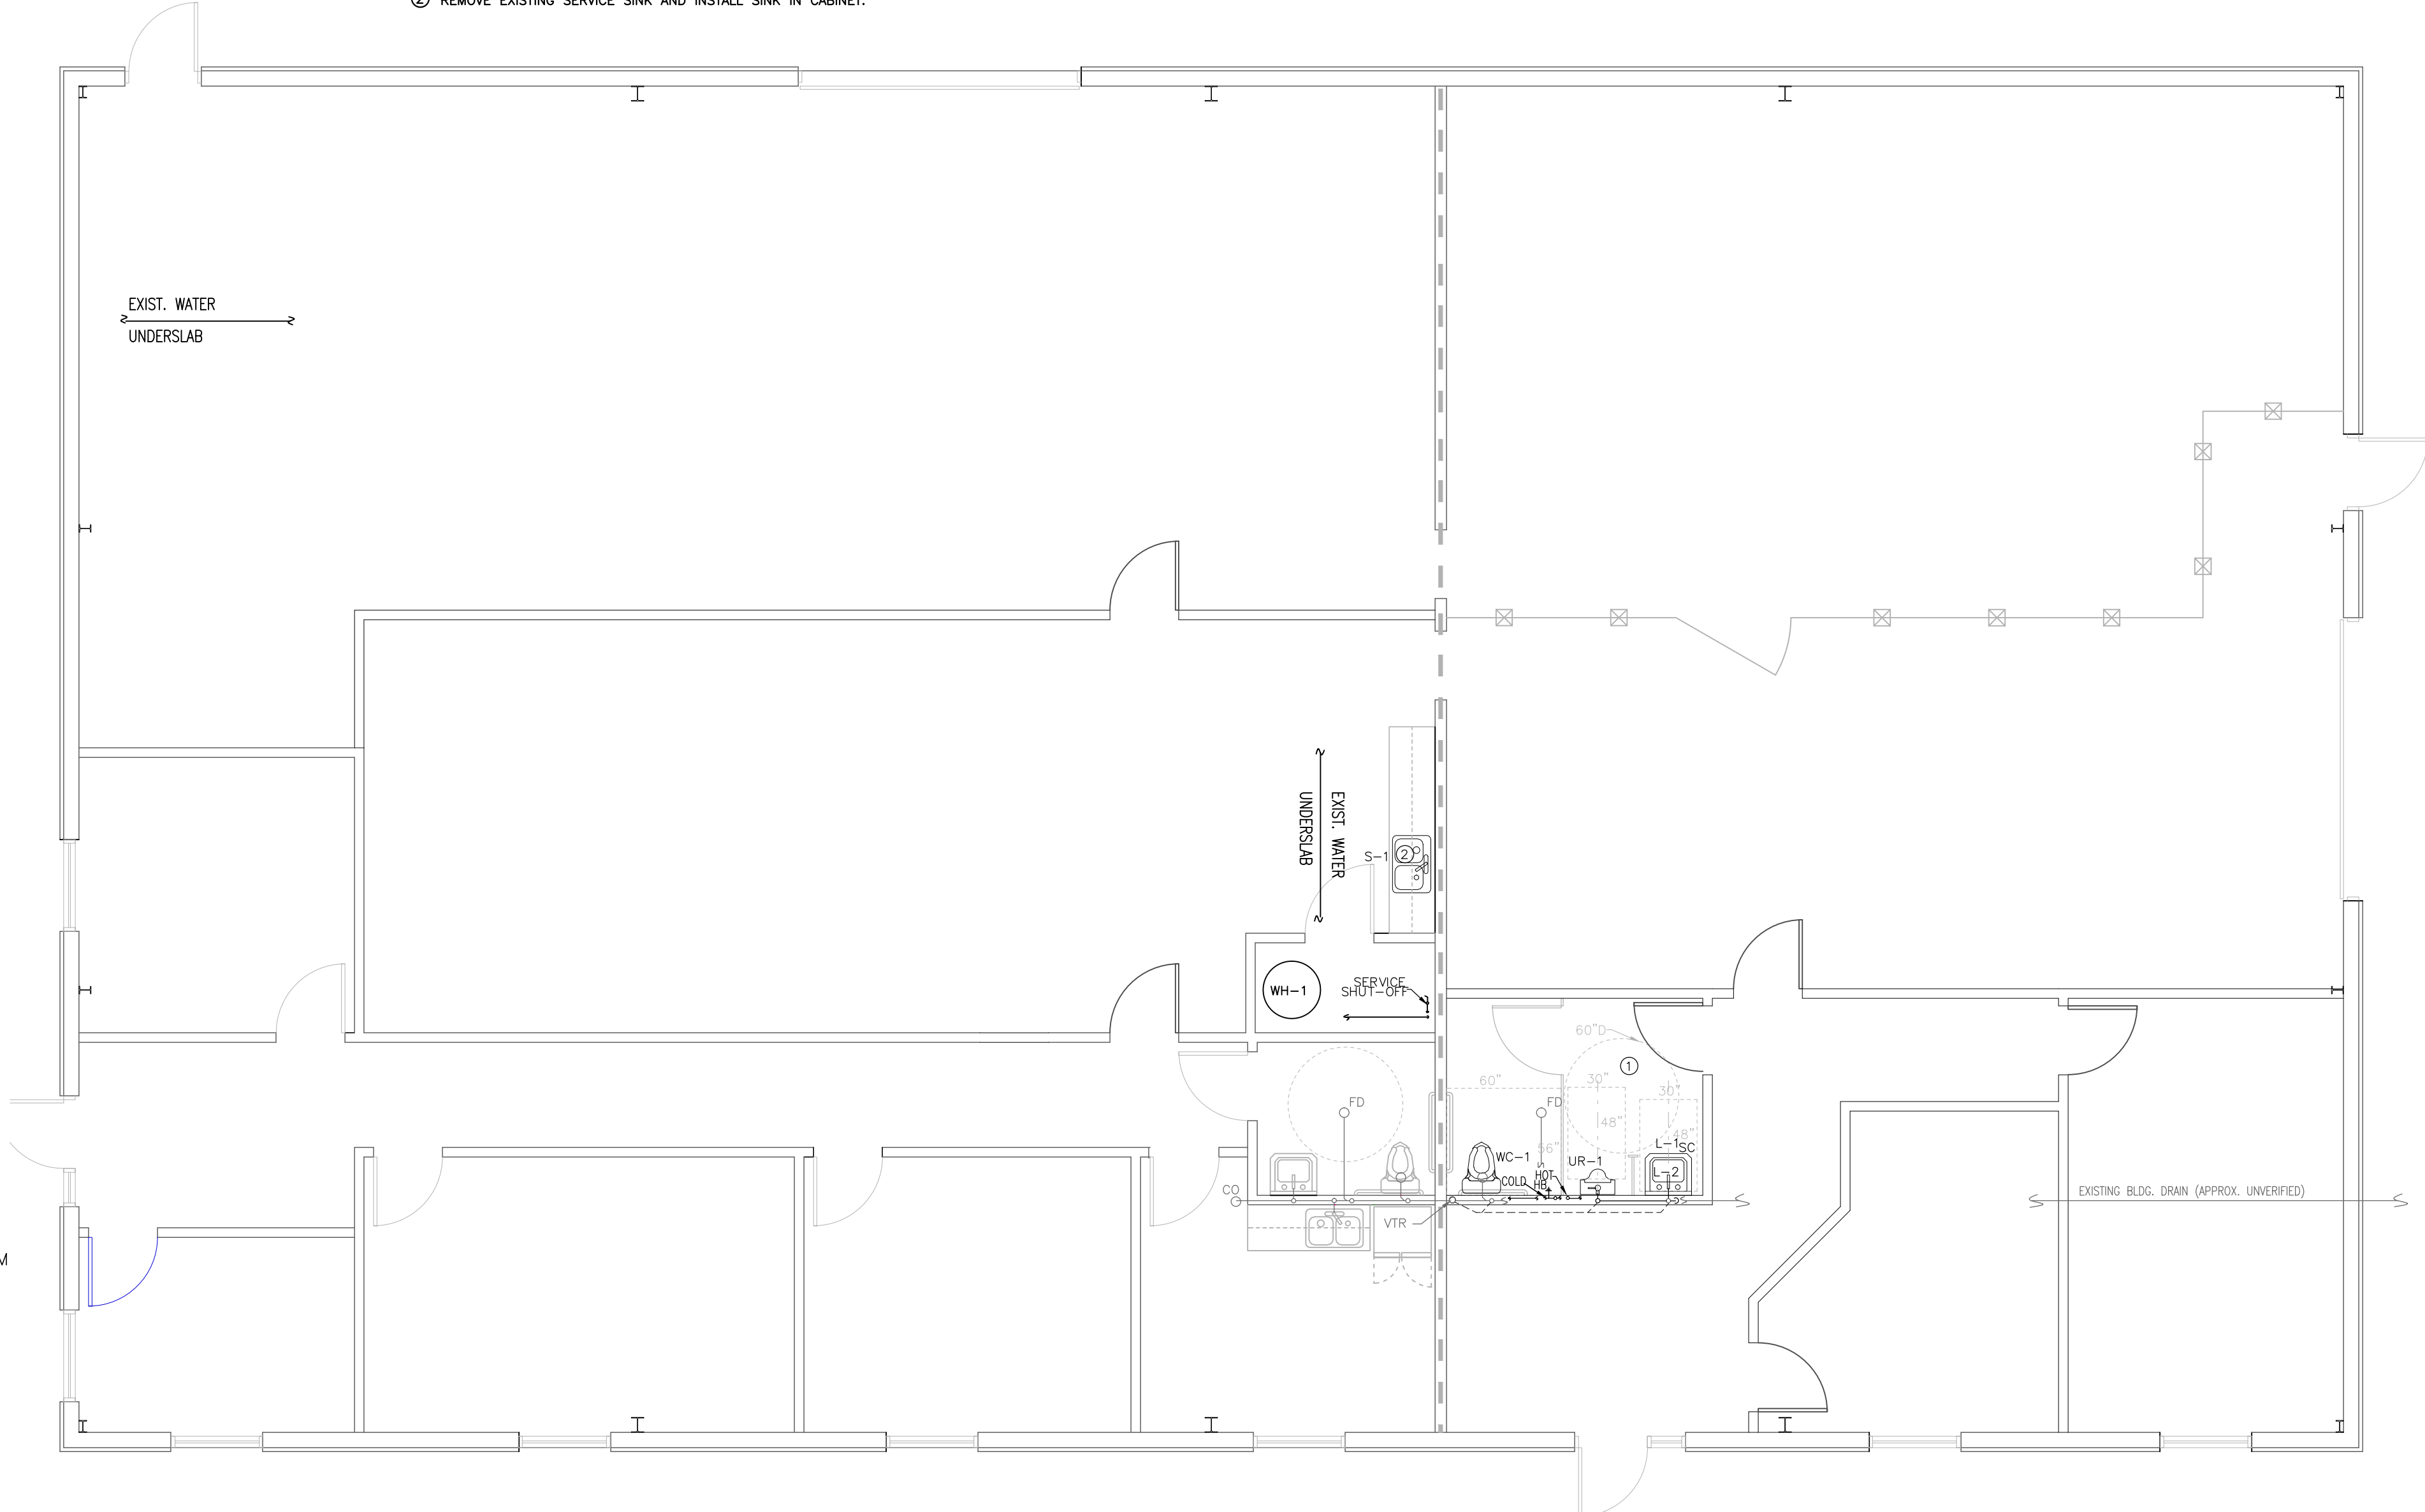 ② REMOVE EXISTING SERVICE SINK AND INSTALL SINK IN CABINET.
EXIST. WATER
UNDERSLAB
EXIST. WATER
UNDERSLAB
S-1
②
WH-1
SERVICE
SHUT-OFF
60"D
①
60"
30"
30"
FD
FD
48"
48"
56"
L-1
SC
WC-1
UR-1
L-2
HOT
COLD
HB
CO
VTR
EXISTING BLDG. DRAIN (APPROX. UNVERIFIED)
M